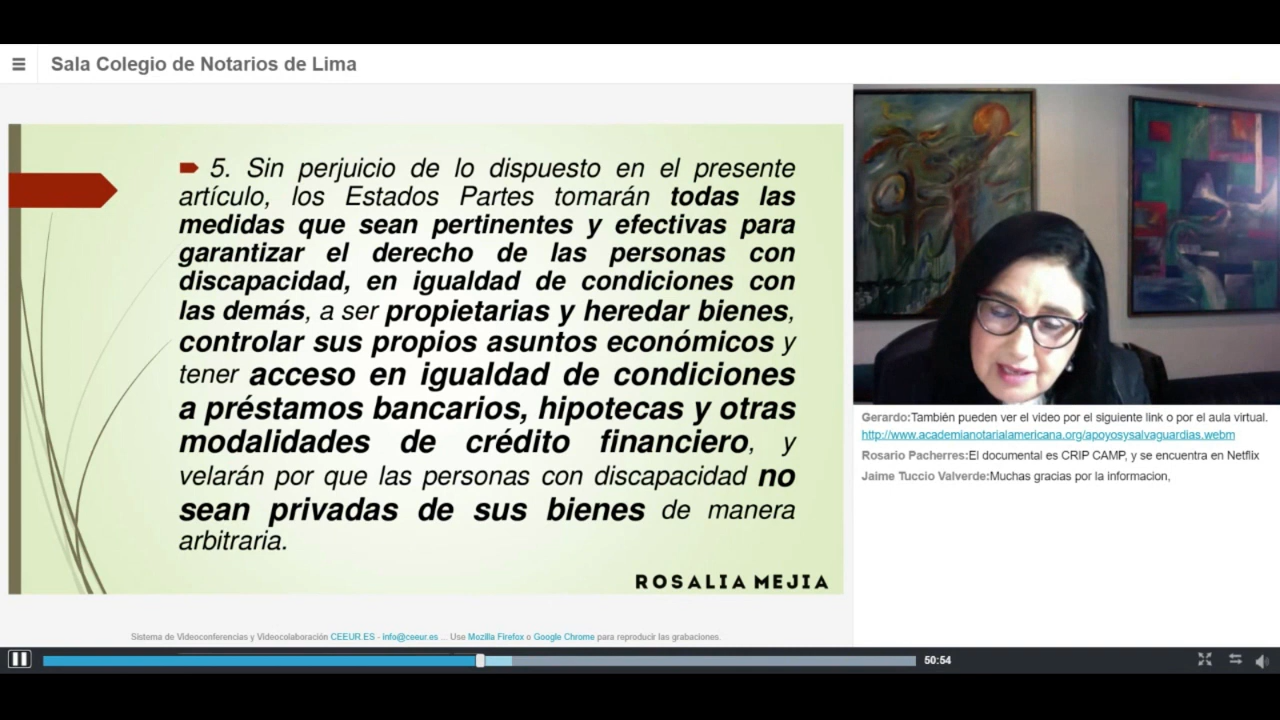 Sala Colegio de Notarios de Lima
5. Sin perjuicio de lo dispuesto en el presente
artículo, los Estados Partes tomarán todas las
medidas que sean pertinentes y efectivas para
garantizar el derecho de las personas con
discapacidad, en igualdad de condiciones con
las demás, a ser propietarias y heredar bienes,
controlar sus propios asuntos económicos y
tener acceso en igualdad de condiciones
a préstamos bancarios, hipotecas y otras
modalidades de crédito financiero, y
velarán por que las personas con discapacidad no
sean privadas de sus bienes de manera
arbitraria.
ROSALIA MEJIA
Gerardo:También pueden ver el video por el siguiente link o por el aula virtual.
http://www.academianotarialamericana.org/apoyosysalvaguardias.webm
Rosario Pacherres:El documental es CRIP CAMP, y se encuentra en Netflix
Jaime Tuccio Valverde:Muchas gracias por la informacion,
Sistema de Videoconferencias y Videocolaboración CEEUR.ES - info@ceeur.es ... Use Mozilla Firefox o Google Chrome para reproducir las grabaciones.
50:54